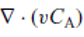 ∇ · (vC_A)